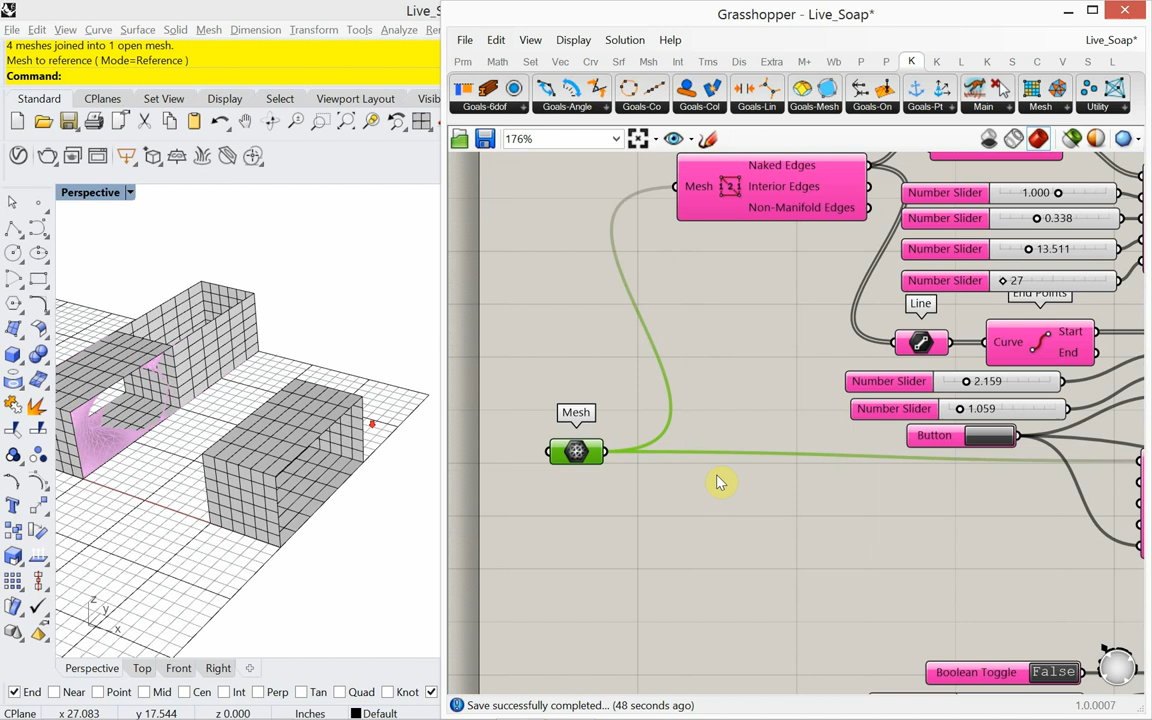 Live_S
File Edit View Curve Surface Solid Mesh Dimension Transform Tools Analyze Ren
4 meshes joined into 1 open mesh.
Mesh to reference ( Mode=Reference )
Command:
Standard CPlanes Set View Display Select Viewport Layout Visib
Perspective
z
y
x
Perspective Top Front Right
End Near Point Mid Cen Int Perp Tan Quad Knot
CPlane x 27.083 y 17.544 z 0.000 Inches Default
Grasshopper - Live_Soap*
File Edit View Display Solution Help Live_Soap*
Prm Math Set Vec Crv Srf Msh Int Trns Dis Extra M+ Wb P P K K L K S C V S L
Goals-6dof Goals-Angle Goals-Co Goals-Col Goals-Lin Goals-Mesh Goals-On Goals-Pt Main Mesh Utility
176%
Mesh
Naked Edges
Interior Edges
Non-Manifold Edges
Number Slider 1.000
Number Slider 0.338
Number Slider 13.511
Number Slider 27
Line
End Points
Curve
Start
End
Number Slider 2.159
Number Slider 1.059
Button
Mesh
Boolean Toggle False
Save successfully completed... (48 seconds ago)
1.0.0007